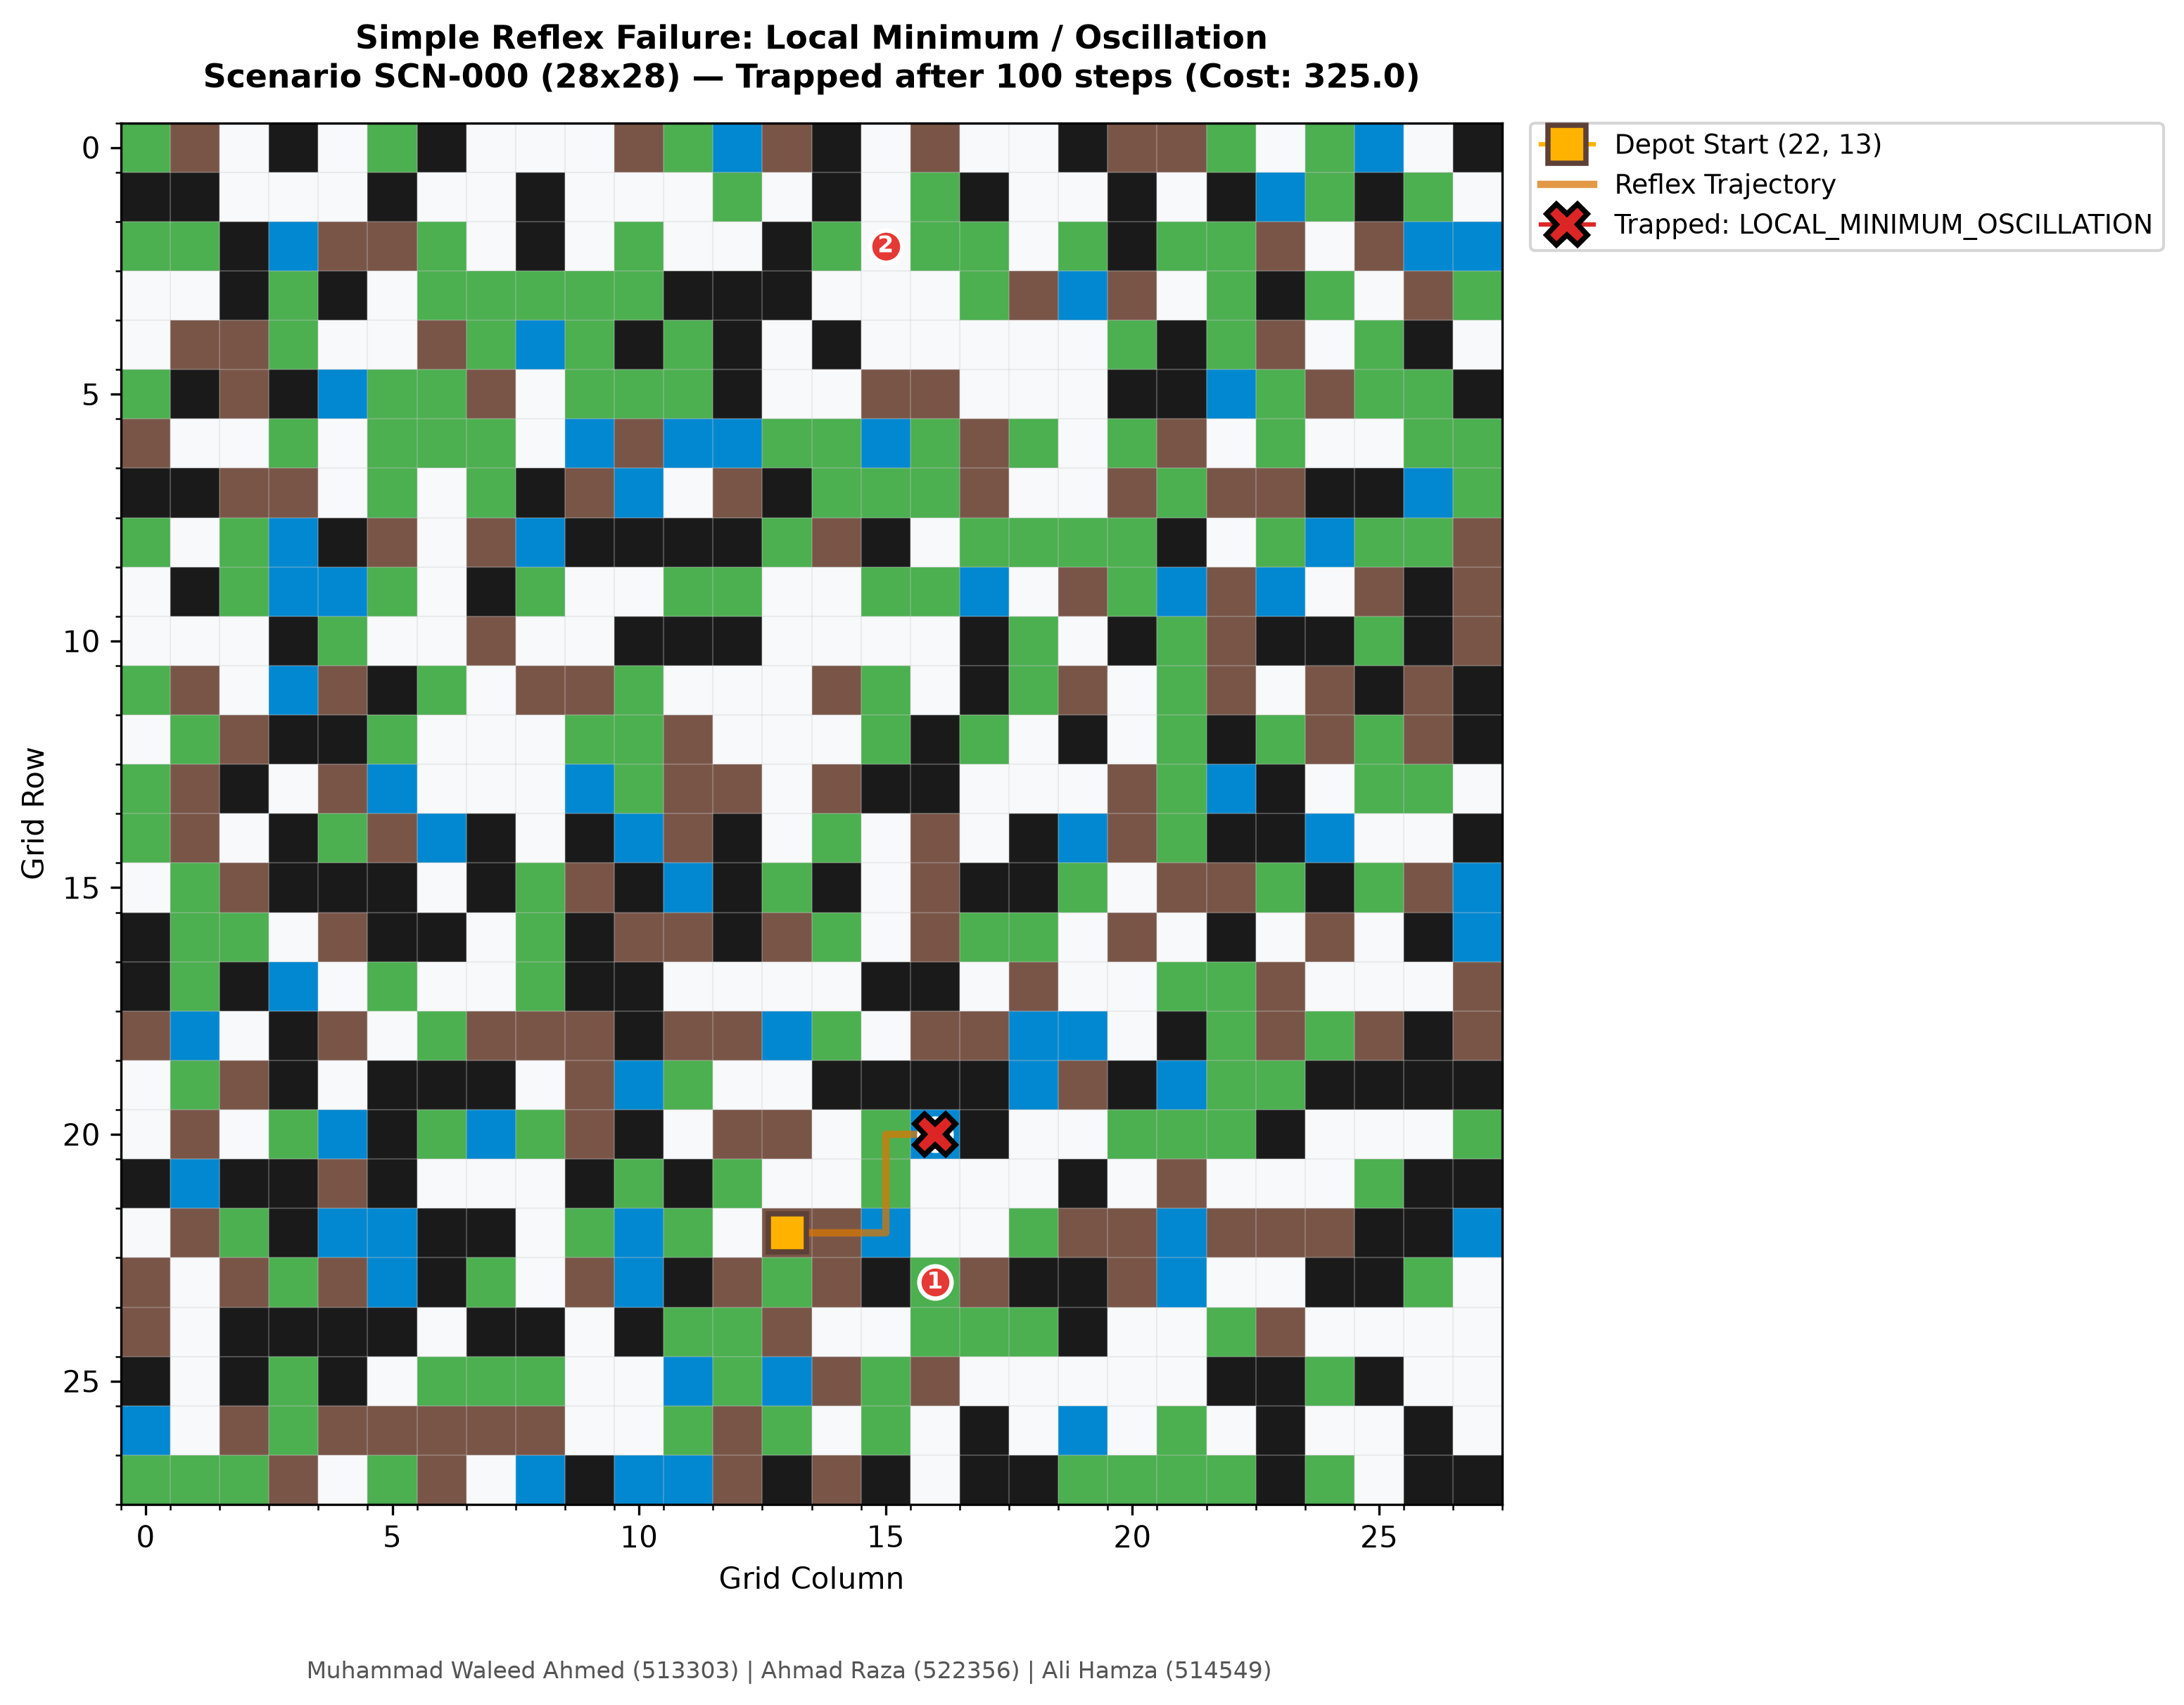 Simple Reflex Failure: Local Minimum / Oscillation
Scenario SCN-000 (28x28) — Trapped after 100 steps (Cost: 325.0)
Depot Start (22, 13)
Reflex Trajectory
Trapped: LOCAL_MINIMUM_OSCILLATION
0
5
10
15
20
25
Grid Row
2
1
0 5 10 15 20 25
Grid Column
Muhammad Waleed Ahmed (513303) | Ahmad Raza (522356) | Ali Hamza (514549)